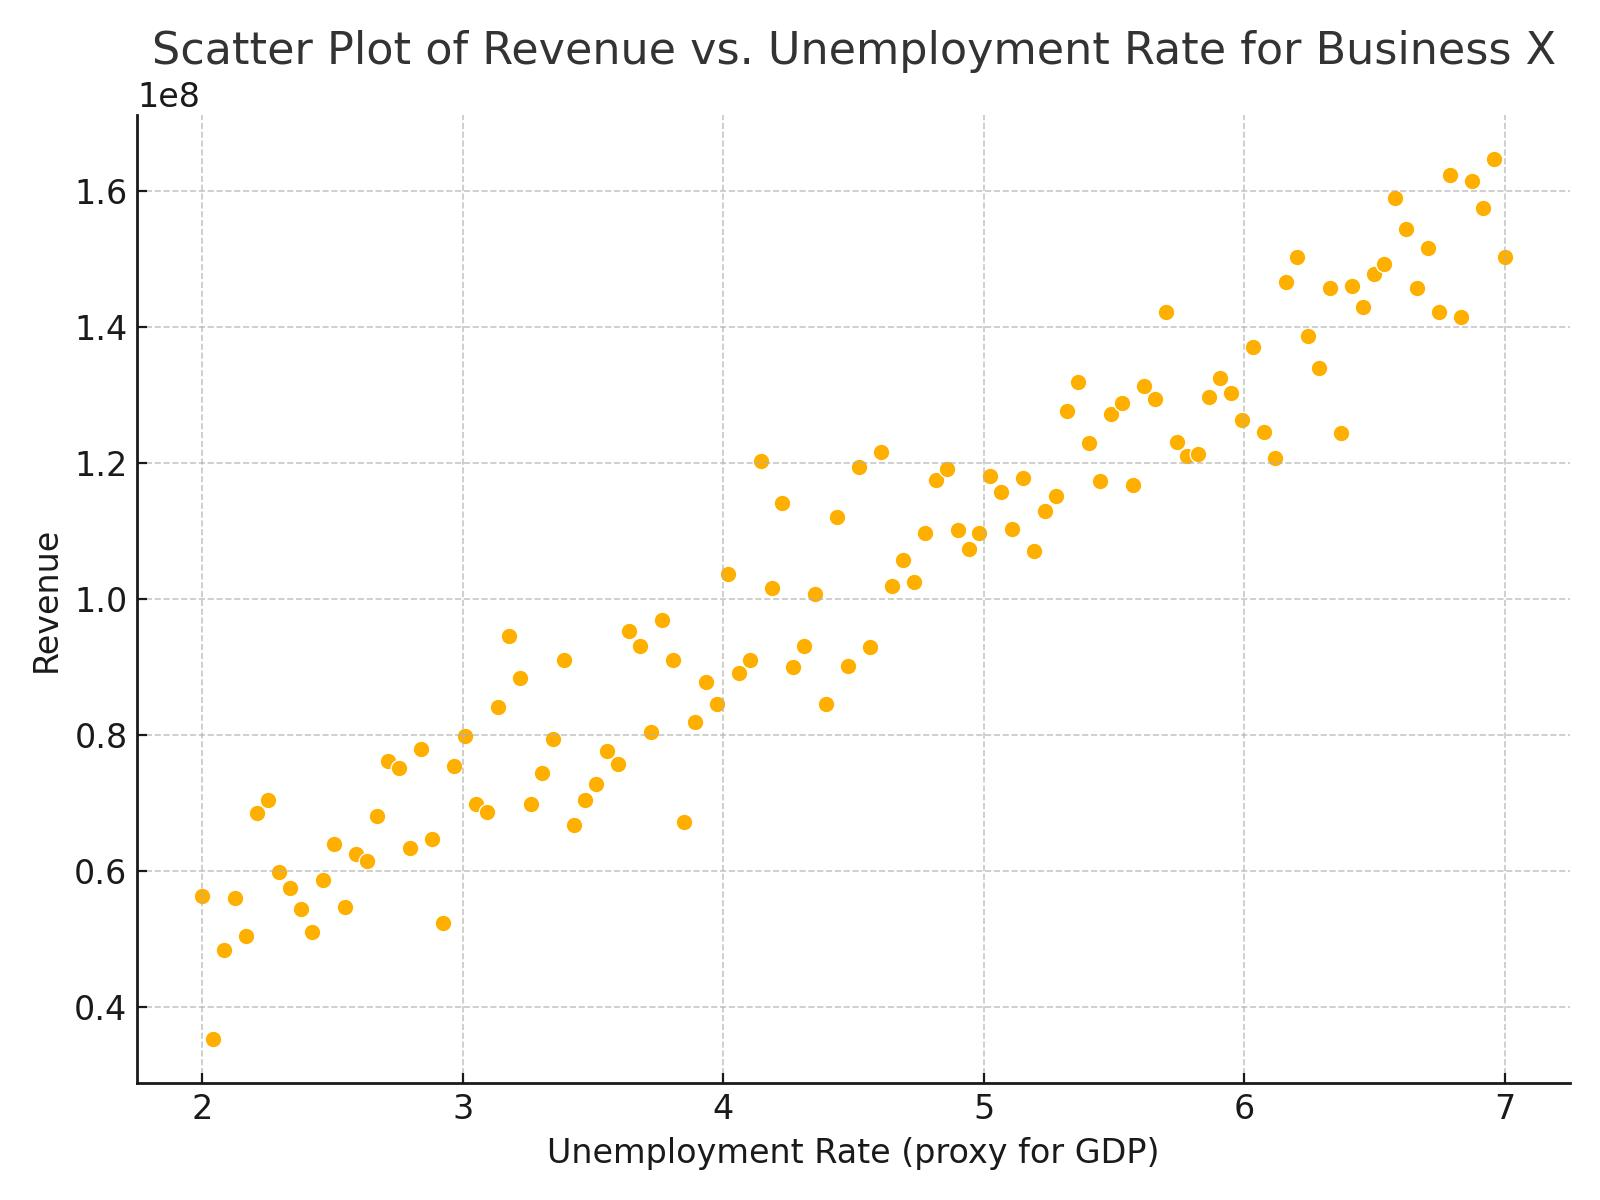 Scatter Plot of Revenue vs. Unemployment Rate for Business X
1e8
1.6
1.4
1.2
1.0
0.8
0.6
0.4
Revenue
2 3 4 5 6 7
Unemployment Rate (proxy for GDP)